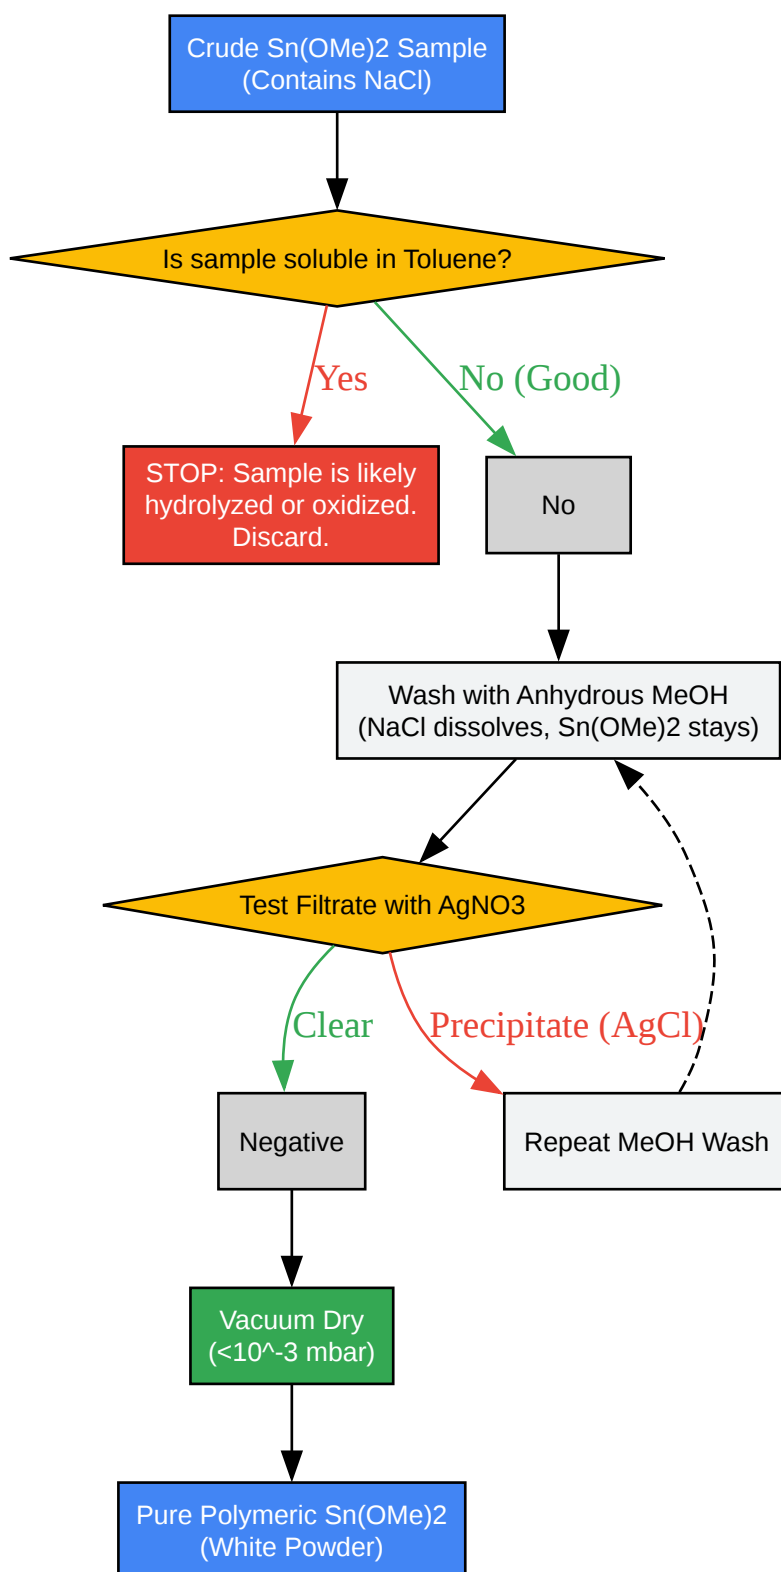 Crude Sn(OMe)2 Sample
(Contains NaCl)
Is sample soluble in Toluene?
Yes
No (Good)
STOP: Sample is likely
hydrolyzed or oxidized.
Discard.
No
Wash with Anhydrous MeOH
(NaCl dissolves, Sn(OMe)2 stays)
Test Filtrate with AgNO3
Clear
Precipitate (AgCl)
Negative
Repeat MeOH Wash
Vacuum Dry
(<10^-3 mbar)
Pure Polymeric Sn(OMe)2
(White Powder)